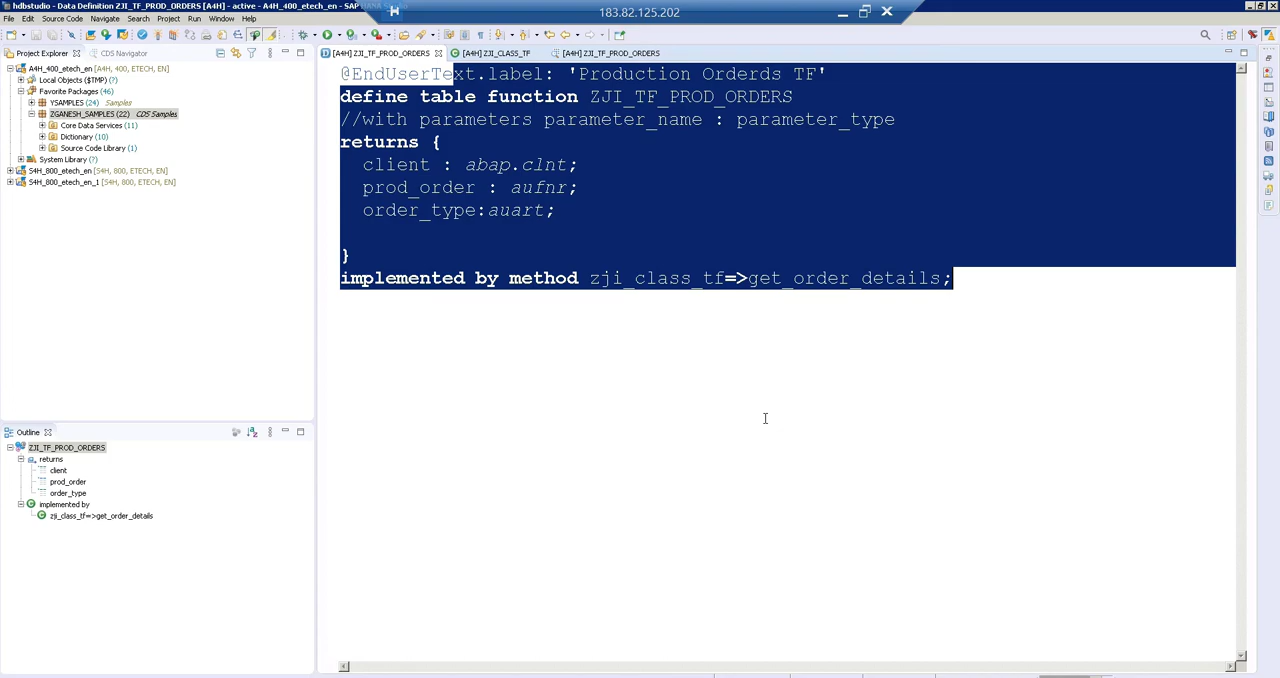 hdbstudio - Data Definition ZJI_TF_PROD_ORDERS [A4H] - active - A4H_400_etech_en - SAP
183.82.125.202
File Edit Source Code Navigate Search Project Run Window Help
Project Explorer CDS Navigator
[A4H] ZJI_TF_PROD_ORDERS [A4H] ZJI_CLASS_TF [A4H] ZJI_TF_PROD_ORDERS
A4H_400_etech_en [A4H, 400, ETECH, EN]
Local Objects ($TMP) (?)
Favorite Packages (46)
YSAMPLES (24) Samples
ZGANESH_SAMPLES (22) CDS Samples
Core Data Services (11)
Dictionary (10)
Source Code Library (1)
System Library (?)
S4H_800_etech_en [S4H, 800, ETECH, EN]
S4H_800_etech_en_1 [S4H, 800, ETECH, EN]
@EndUserText.label: 'Production Orderds TF'
define table function ZJI_TF_PROD_ORDERS
//with parameters parameter_name : parameter_type
returns {
client : abap.clnt;
prod_order : aufnr;
order_type:auart;
}
implemented by method zji_class_tf=>get_order_details;
Outline
ZJI_TF_PROD_ORDERS
returns
client
prod_order
order_type
implemented by
zji_class_tf=>get_order_details